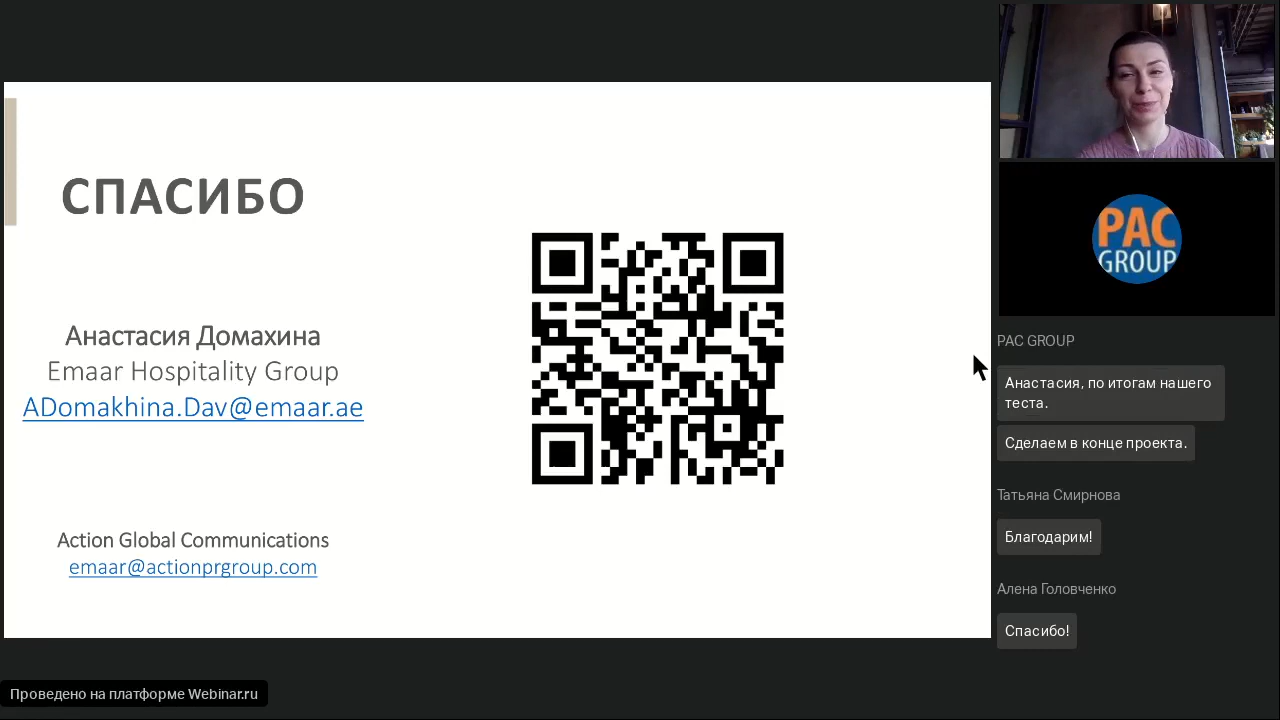 СПАСИБО
Анастасия Домахина
Emaar Hospitality Group
ADomakhina.Dav@emaar.ae
Action Global Communications
emaar@actionprgroup.com
PAC
GROUP
PAC GROUP
Анастасия, по итогам нашего
теста.
Сделаем в конце проекта.
Татьяна Смирнова
Благодарим!
Алена Головченко
Спасибо!
Проведено на платформе Webinar.ru